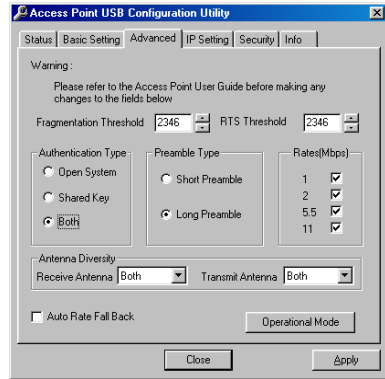 Access Point USB Configuration Utility
Status Basic Setting Advanced IP Setting Security Info
Warning :
Please refer to the Access Point User Guide before making any
changes to the fields below
Fragmentation Threshold 2346 RTS Threshold 2346
Authentication Type Preamble Type Rates(Mbps)
Open System Short Preamble 1
Shared Key 2
Both Long Preamble 5.5
11
Antenna Diversity
Receive Antenna Both Transmit Antenna Both
Auto Rate Fall Back
Operational Mode
Close Apply